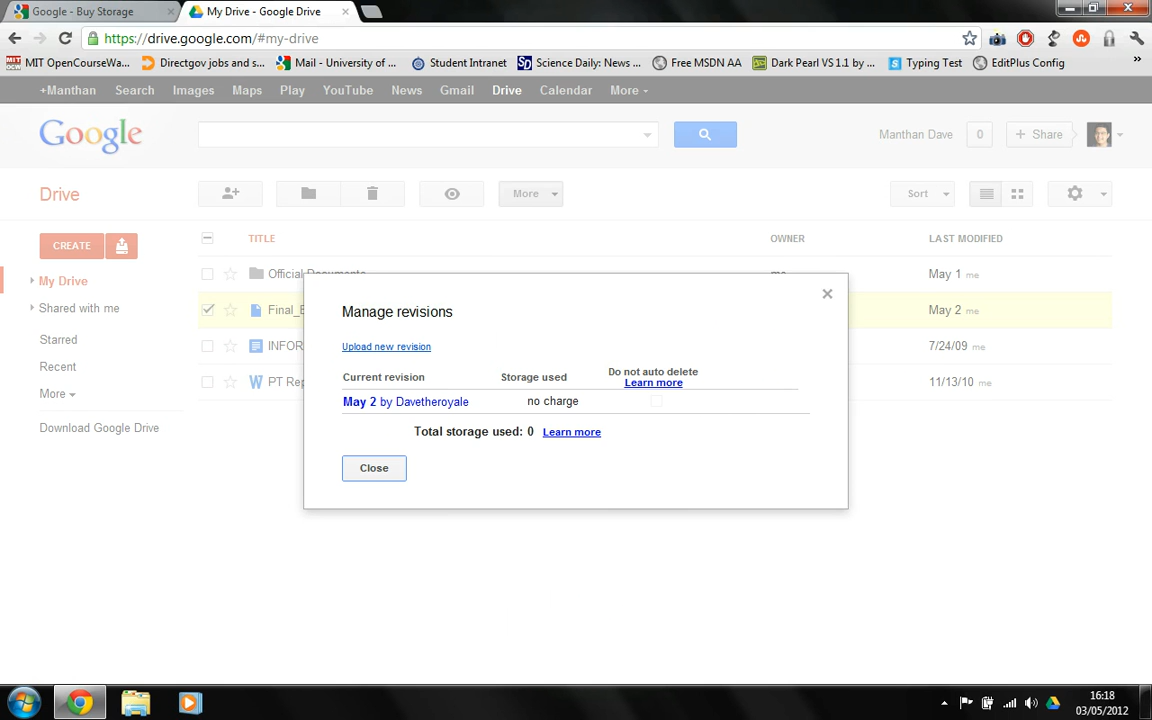 Google - Buy Storage
My Drive - Google Drive
https://drive.google.com/#my-drive
MIT OpenCourseWa...
Directgov jobs and s...
Mail - University of ...
Student Intranet
Science Daily: News ...
Free MSDN AA
Dark Pearl VS 1.1 by ...
Typing Test
EditPlus Config
+Manthan Search Images Maps Play YouTube News Gmail Drive Calendar More
Google
Manthan Dave 0 + Share
Drive
More
Sort
CREATE
TITLE OWNER LAST MODIFIED
My Drive
Official Documents me May 1 me
Shared with me
Final_ May 2 me
Starred
INFOR 7/24/09 me
Recent
PT Rep 11/13/10 me
More
Download Google Drive
Manage revisions
Upload new revision
Current revision Storage used Do not auto delete
Learn more
May 2 by Davetheroyale no charge
Total storage used: 0 Learn more
Close
16:18
03/05/2012